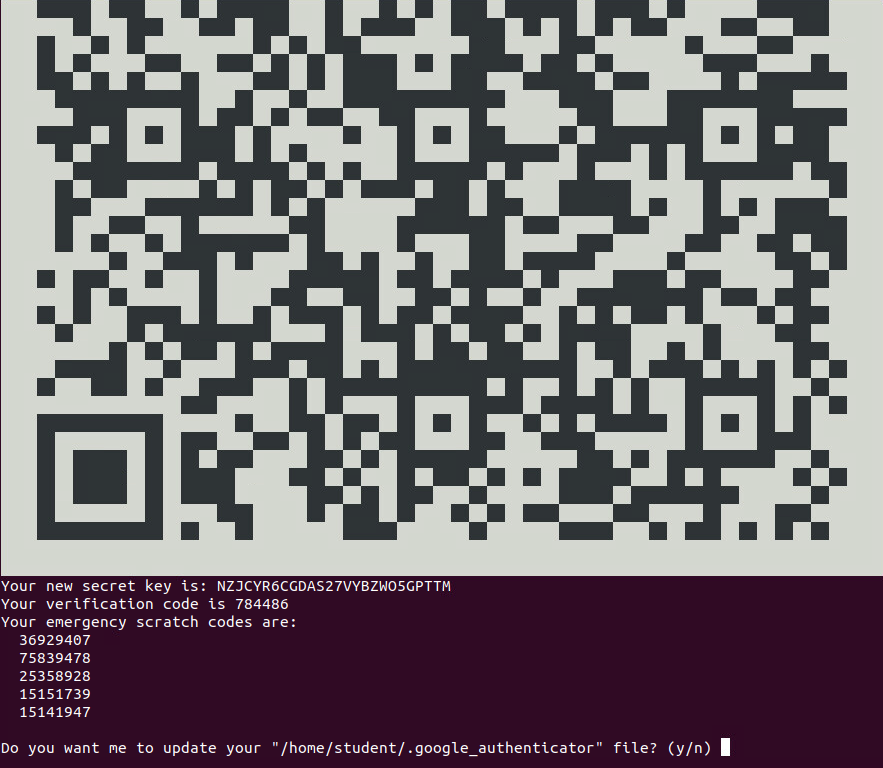 Your new secret key is: NZJCYR6CGDAS27VYBZWO5GPTTM
Your verification code is 784486
Your emergency scratch codes are:
36929407
75839478
25358928
15151739
15141947
Do you want me to update your "/home/student/.google_authenticator" file? (y/n)